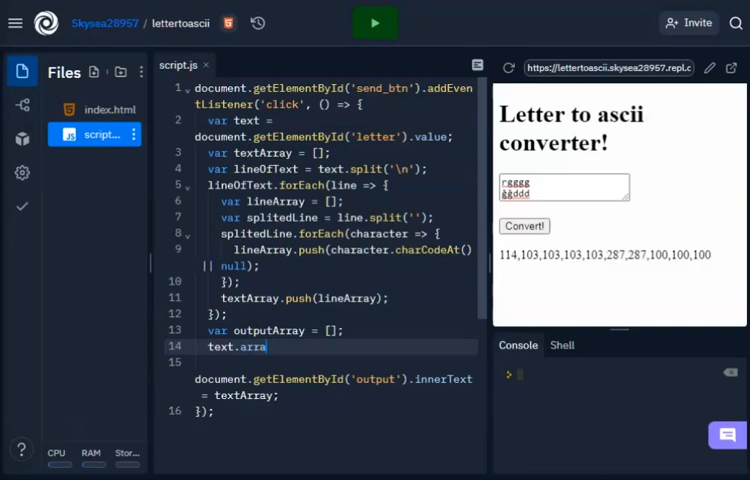 Skysea28957 / lettertoascii
Invite
Files
index.html
script...
script.js
1 document.getElementById('send_btn').addEve
ntListener('click', () => {
2 var text =
document.getElementById('letter').value;
3 var textArray = [];
4 var lineOfText = text.split('\n');
5 lineOfText.forEach(line => {
6 var lineArray = [];
7 var splitedLine = line.split('');
8 splitedLine.forEach(character => {
9 lineArray.push(character.charCodeAt()
|| null);
10 });
11 textArray.push(lineArray);
12 });
13 var outputArray = [];
14 text.arra
15
document.getElementById('output').innerText
= textArray;
16 });
CPU
RAM
Stor...
https://lettertoascii.skysea28957.repl.c
Letter to ascii
converter!
rgggg
ğğddd
Convert!
114,103,103,103,103,287,287,100,100,100
Console
Shell
>